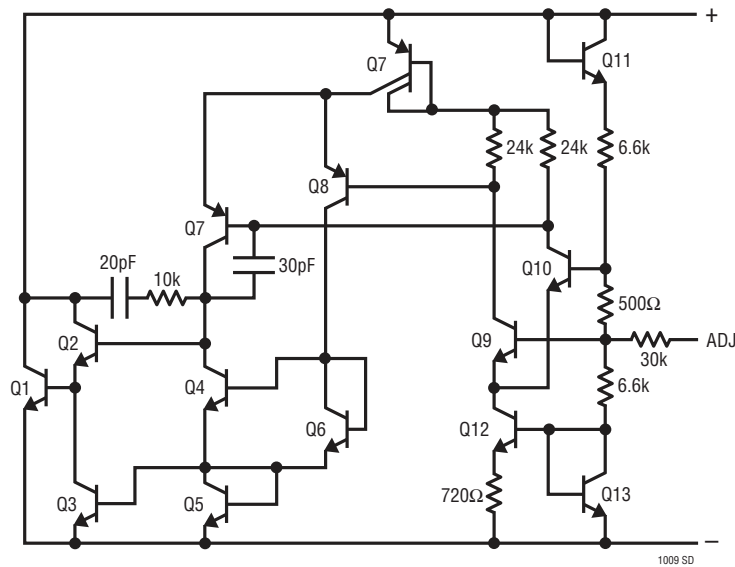 +
Q11
Q7
24k
24k
6.6k
Q8
Q7
20pF
10k
30pF
Q10
500Ω
Q2
Q9
ADJ
30k
Q1
Q4
6.6k
Q6
Q12
Q3
Q5
720Ω
Q13
–
1009 SD